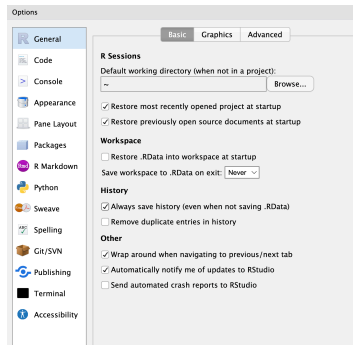 Options
General
Code
Console
Appearance
Pane Layout
Packages
Rmd R Markdown
Python
Sweave
ABC Spelling
Git/SVN
Publishing
Terminal
Accessibility
Basic Graphics Advanced
R Sessions
Default working directory (when not in a project):
~ Browse...
Restore most recently opened project at startup
Restore previously open source documents at startup
Workspace
Restore .RData into workspace at startup
Save workspace to .RData on exit: Never
History
Always save history (even when not saving .RData)
Remove duplicate entries in history
Other
Wrap around when navigating to previous/next tab
Automatically notify me of updates to RStudio
Send automated crash reports to RStudio